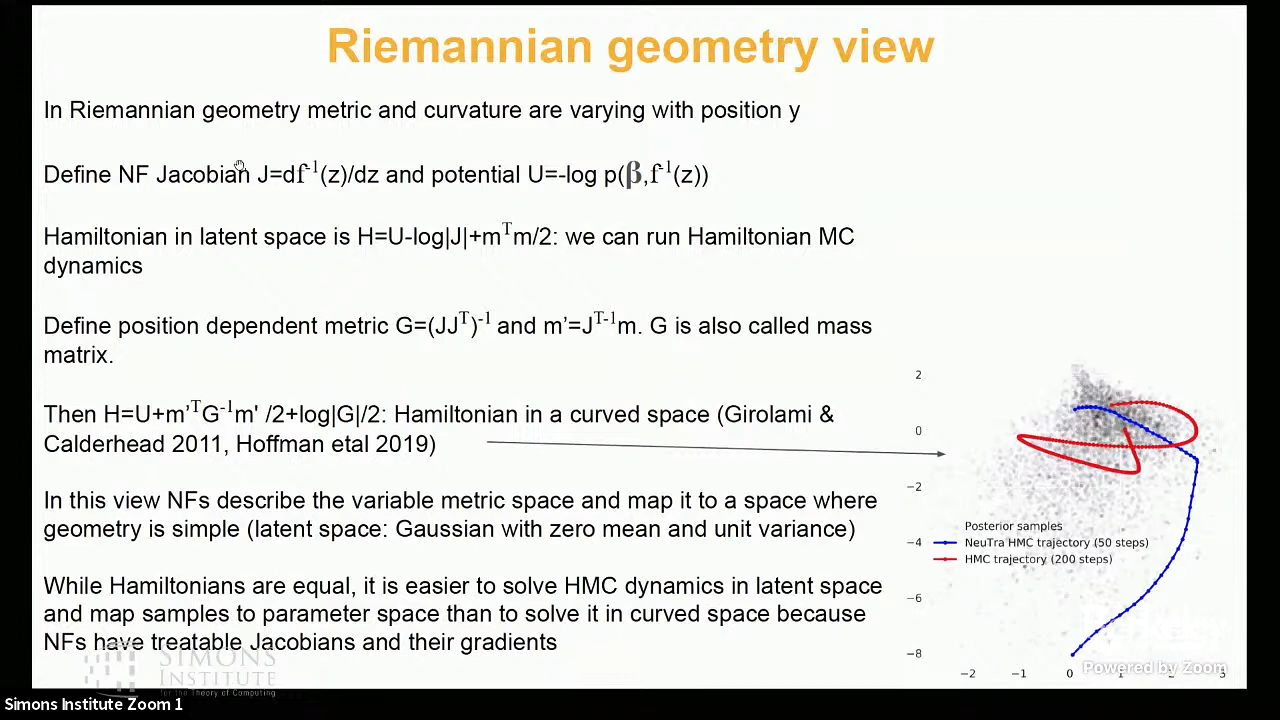 Riemannian geometry view
In Riemannian geometry metric and curvature are varying with position y
Define NF Jacobian J=df⁻¹(z)/dz and potential U=-log p(β,f⁻¹(z))
Hamiltonian in latent space is H=U-log|J|+mᵀm/2: we can run Hamiltonian MC
dynamics
Define position dependent metric G=(JJᵀ)⁻¹ and m’=Jᵀ⁻¹m. G is also called mass
matrix.
Then H=U+m’ᵀG⁻¹m' /2+log|G|/2: Hamiltonian in a curved space (Girolami &
Calderhead 2011, Hoffman etal 2019)
In this view NFs describe the variable metric space and map it to a space where
geometry is simple (latent space: Gaussian with zero mean and unit variance)
While Hamiltonians are equal, it is easier to solve HMC dynamics in latent space
and map samples to parameter space than to solve it in curved space because
NFs have treatable Jacobians and their gradients
2
0
−2
−4
−6
−8
Posterior samples
NeuTra HMC trajectory (50 steps)
HMC trajectory (200 steps)
−2 −1 0 1 2 3
Berkeley
Powered by Zoom
SIMONS
INSTITUTE
for the Theory of Computing
Simons Institute Zoom 1